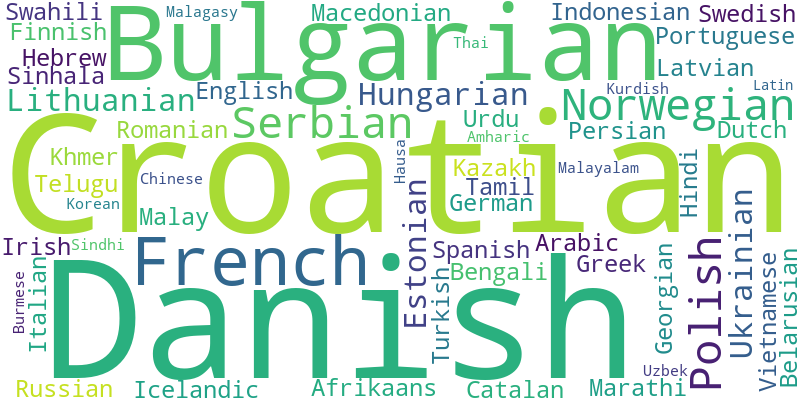 Swahili
Malagasy
Macedonian
Indonesian
Swedish
Finnish
Bulgarian
Thai
Portuguese
Hebrew
Sinhala
Latvian
Lithuanian
English
Hungarian
Kurdish
Latin
Norwegian
Romanian
Serbian
Urdu
Amharic
Persian
Dutch
Croatian
Khmer
Telugu
Chinese
Korean
Hausa
Kazakh
Tamil
Malayalam
Hindi
Malay
German
Irish
Sindhi
French
Estonian
Spanish
Arabic
Bengali
Greek
Turkish
Georgian
Polish
Ukrainian
Vietnamese
Belarusian
Burmese
Italian
Danish
Uzbek
Russian
Icelandic
Afrikaans
Catalan
Marathi